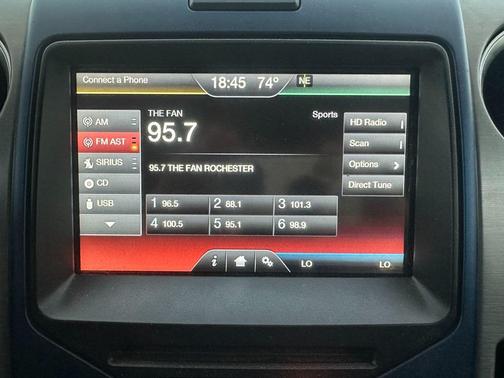 Connect a Phone
18:45 74° NE
THE FAN
Sports
95.7
95.7 THE FAN ROCHESTER
AM
FM AST
SIRIUS
CD
USB
1 96.5 2 88.1 3 101.3
4 100.5 5 95.1 6 98.9
HD Radio
Scan
Options >
Direct Tune
i
LO LO